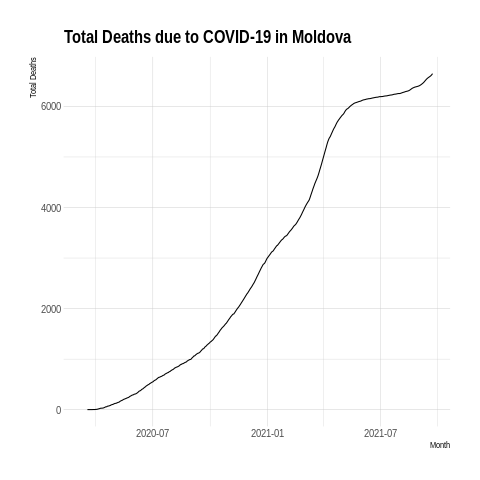 Total Deaths due to COVID-19 in Moldova
Total Deaths
6000
4000
2000
0
2020-07
2021-01
2021-07
Month